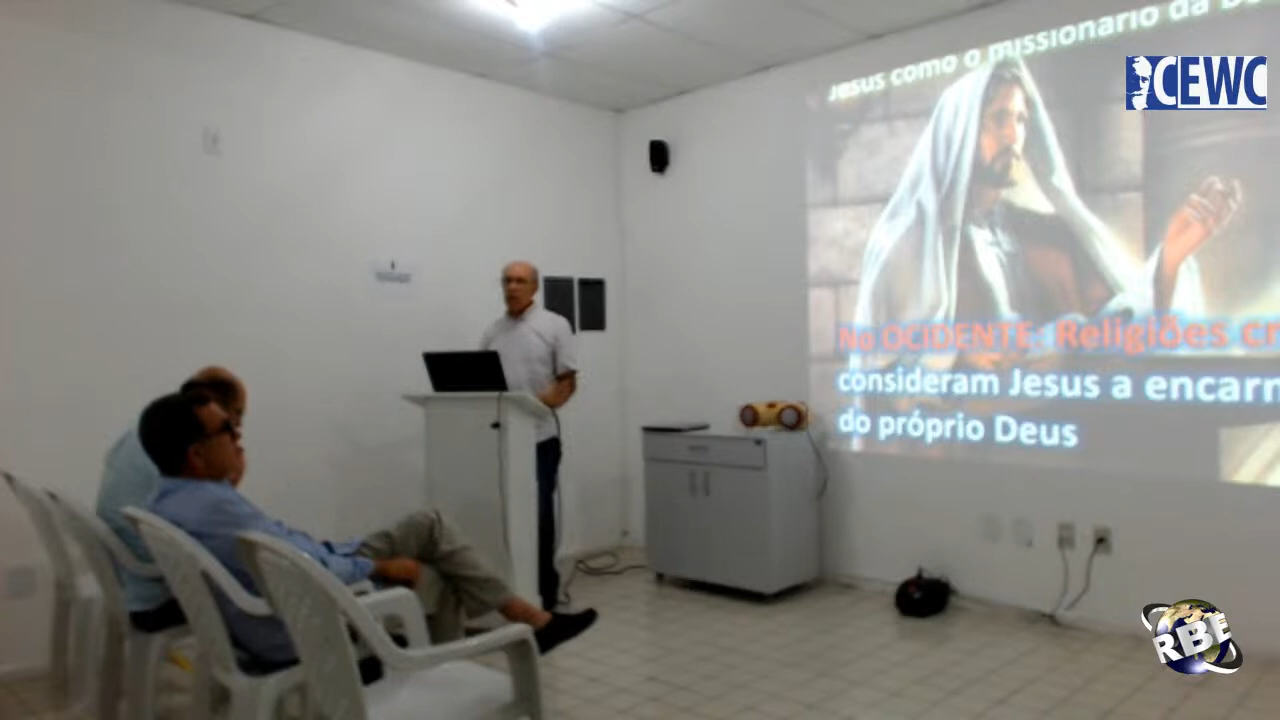 Jesus como o missionário da
CEWC
No OCIDENTE: Religiões cr
consideram Jesus a encarn
do próprio Deus
RBE